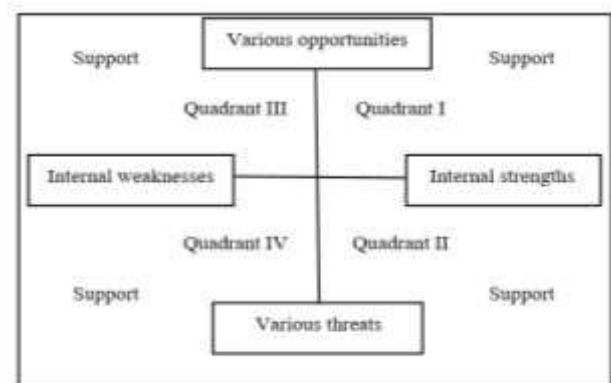 Various opportunities
Support
Support
Quadrant III
Quadrant I
Internal weaknesses
Internal strengths
Quadrant IV
Quadrant II
Support
Support
Various threats